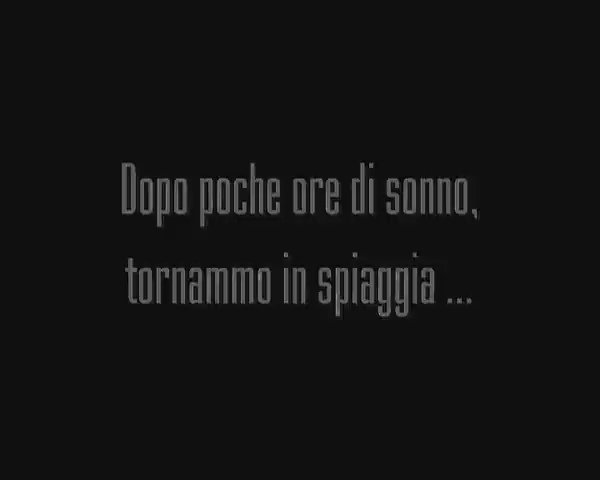 Dopo poche ore di sonno,
tornammo in spiaggia ...